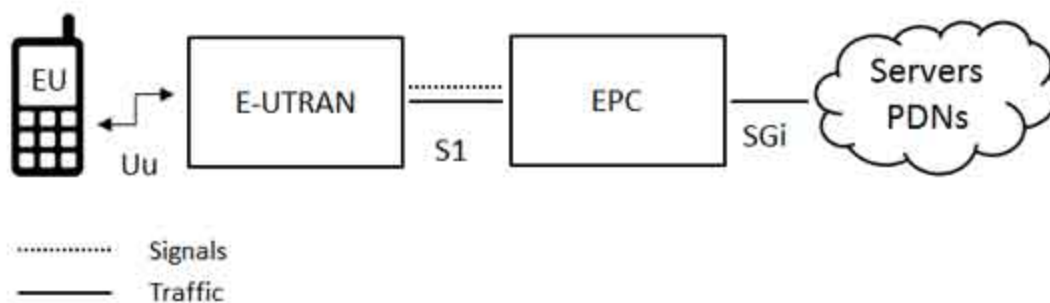 EU
Uu
E-UTRAN
S1
EPC
SGi
Servers
PDNs
Signals
Traffic